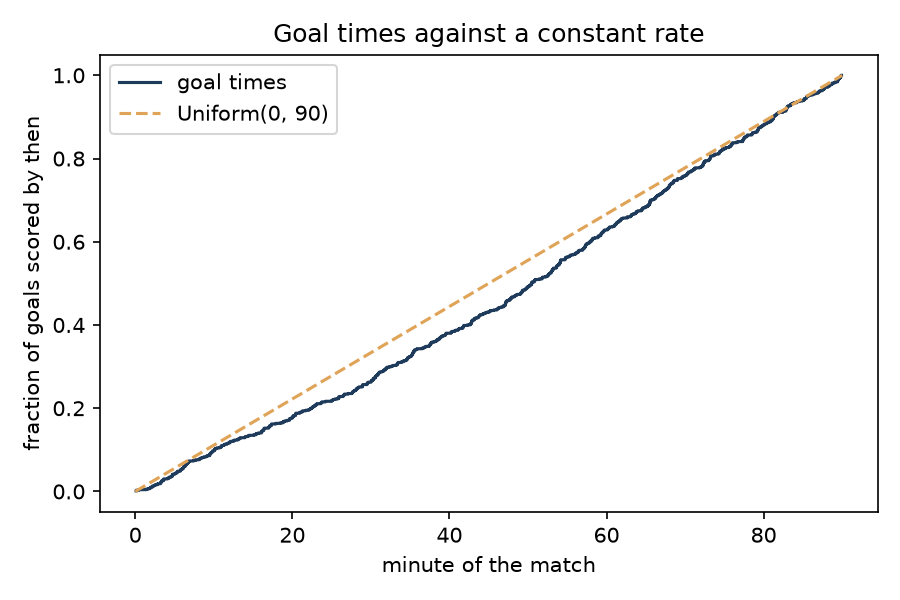 Goal times against a constant rate
goal times
Uniform(0, 90)
fraction of goals scored by then
1.0
0.8
0.6
0.4
0.2
0.0
0 20 40 60 80
minute of the match